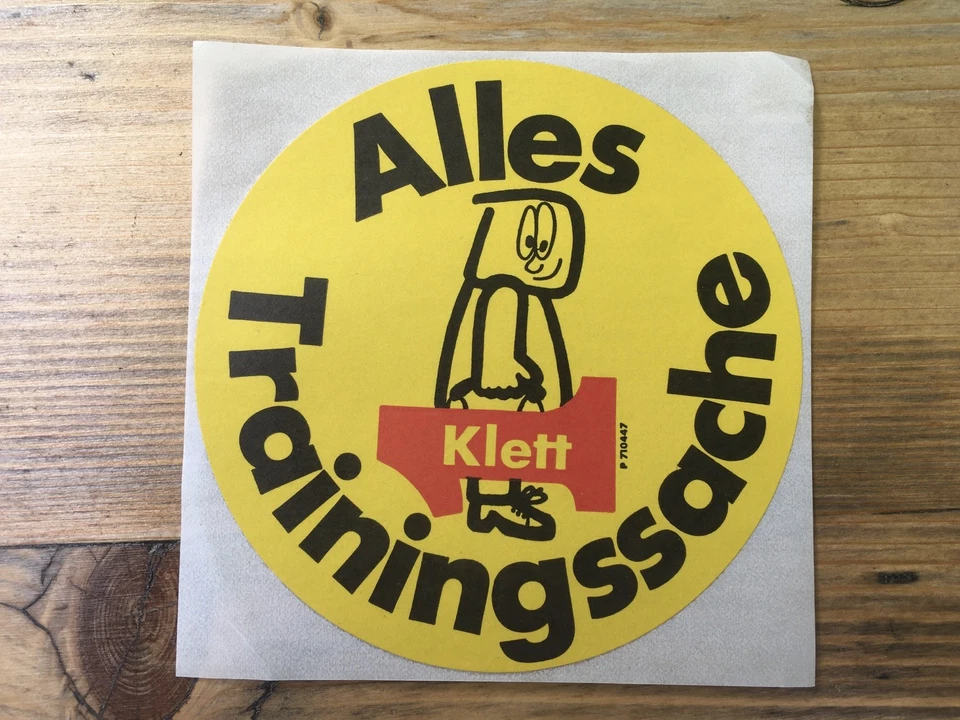 Alles
Trainingssache
Klett
P 710447